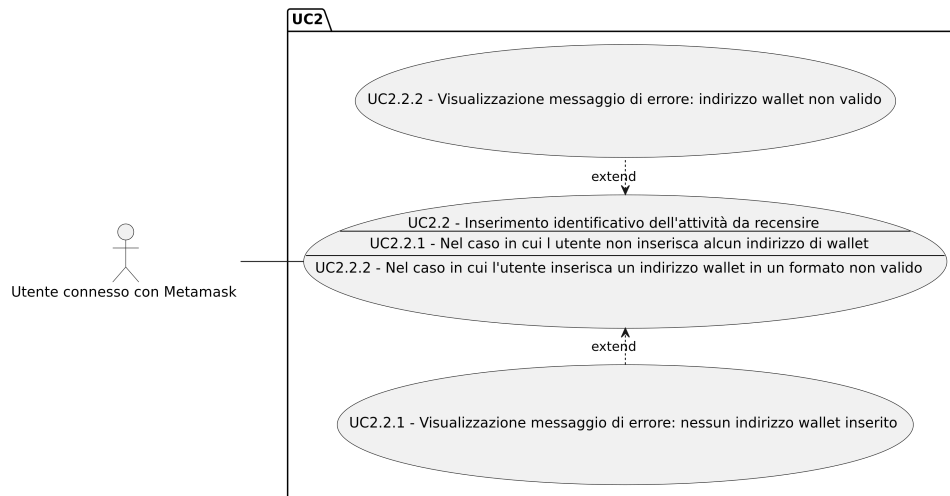 UC2
UC2.2.2 - Visualizzazione messaggio di errore: indirizzo wallet non valido
extend
UC2.2 - Inserimento identificativo dell'attività da recensire
UC2.2.1 - Nel caso in cui l utente non inserisca alcun indirizzo di wallet
UC2.2.2 - Nel caso in cui l'utente inserisca un indirizzo wallet in un formato non valido
Utente connesso con Metamask
extend
UC2.2.1 - Visualizzazione messaggio di errore: nessun indirizzo wallet inserito